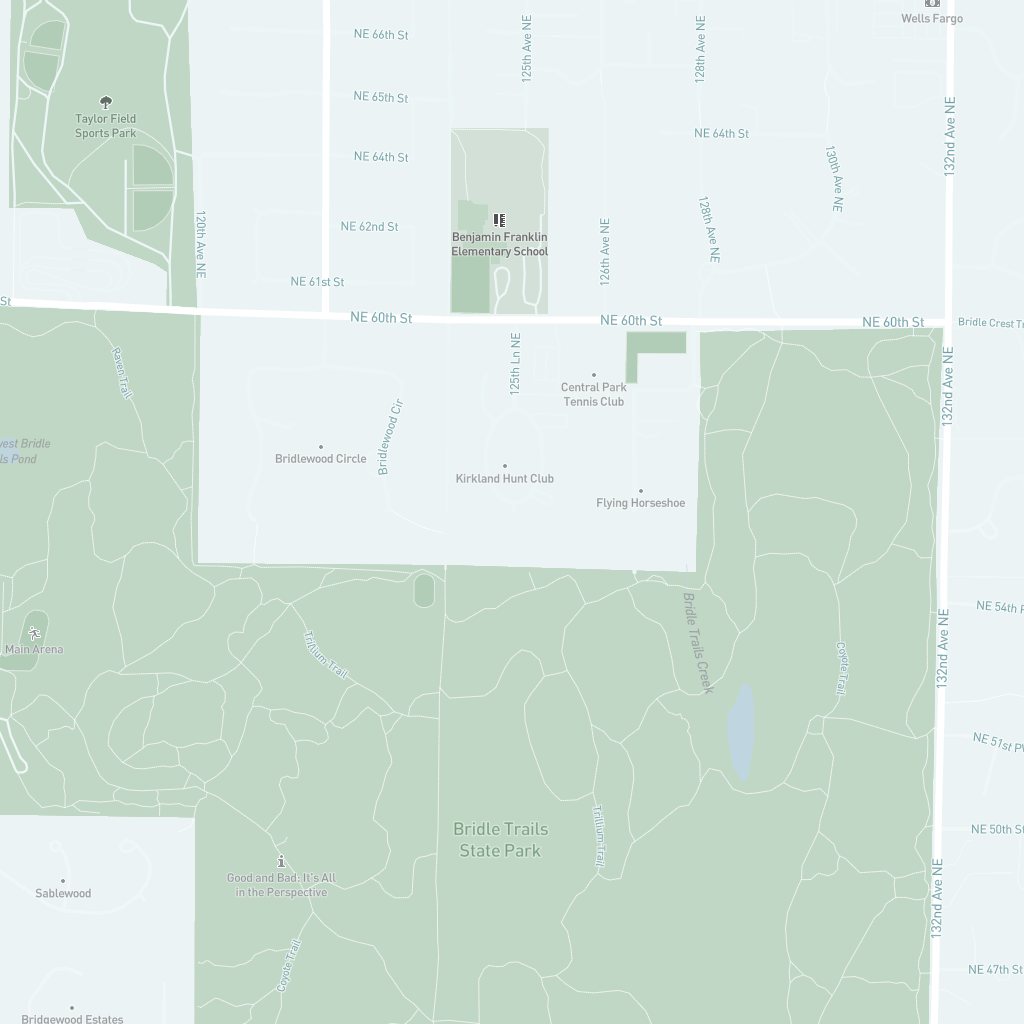 Wells Fargo
NE 66th St
125th Ave NE
128th Ave NE
NE 65th St
Taylor Field
Sports Park
132nd Ave NE
NE 64th St
NE 64th St
130th Ave NE
120th Ave NE
NE 62nd St
Benjamin Franklin
Elementary School
126th Ave NE
128th Ave NE
NE 61st St
St
NE 60th St
NE 60th St
NE 60th St
Bridle Crest Tr
Raven Trail
125th Ln NE
132nd Ave NE
Central Park
Tennis Club
Bridlewood Cir
vest Bridle
ls Pond
Bridlewood Circle
Kirkland Hunt Club
Flying Horseshoe
NE 54th P
Main Arena
Trillium Trail
Bridle Trails Creek
Coyote Trail
132nd Ave NE
NE 51st Pl
Bridle Trails
State Park
Trillium Trail
NE 50th St
Good and Bad: It's All
in the Perspective
Sablewood
132nd Ave NE
Coyote Trail
NE 47th St
Bridgewood Estates